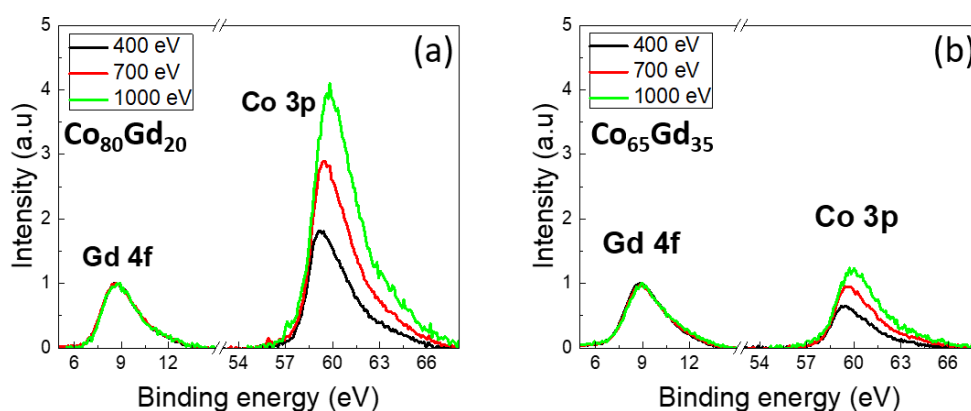 5
4
3
2
1
0
Intensity (a.u)
400 eV
700 eV
1000 eV
(a)
Co₈₀Gd₂₀
Co 3p
Gd 4f
6 9 12 54 57 60 63 66
Binding energy (eV)
5
4
3
2
1
0
Intensity (a.u)
400 eV
700 eV
1000 eV
(b)
Co₆₅Gd₃₅
Co 3p
Gd 4f
6 9 12 54 57 60 63 66
Binding energy (eV)